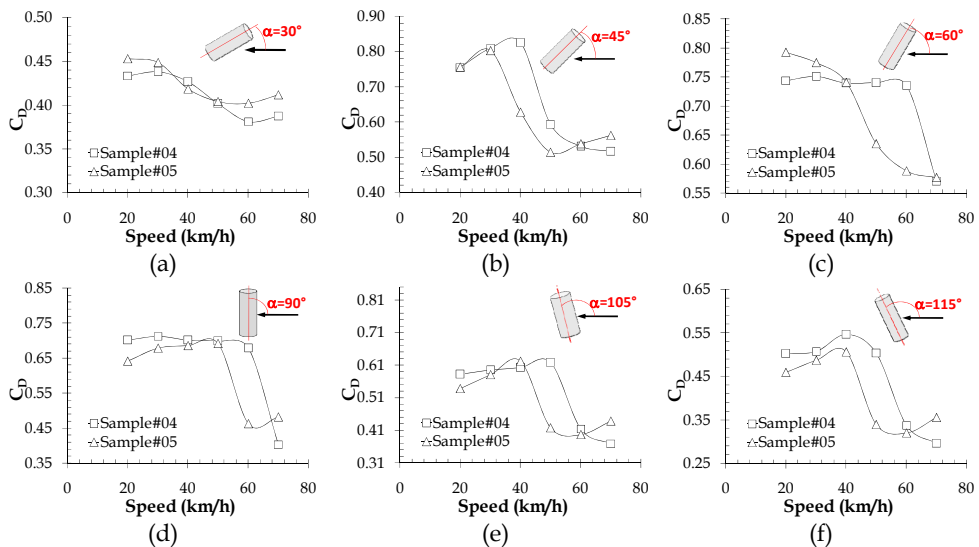 C_D
0.50
0.45
0.40
0.35
0.30
α=30°
Sample#04
Sample#05
0 20 40 60 80
Speed (km/h)
(a)
C_D
0.90
0.80
0.70
0.60
0.50
0.40
α=45°
Sample#04
Sample#05
0 20 40 60 80
Speed (km/h)
(b)
C_D
0.85
0.80
0.75
0.70
0.65
0.60
0.55
α=60°
Sample#04
Sample#05
0 20 40 60 80
Speed (km/h)
(c)
C_D
0.85
0.75
0.65
0.55
0.45
0.35
α=90°
Sample#04
Sample#05
0 20 40 60 80
Speed (km/h)
(d)
C_D
0.81
0.71
0.61
0.51
0.41
0.31
α=105°
Sample#04
Sample#05
0 20 40 60 80
Speed (km/h)
(e)
C_D
0.65
0.55
0.45
0.35
0.25
α=115°
Sample#04
Sample#05
0 20 40 60 80
Speed (km/h)
(f)